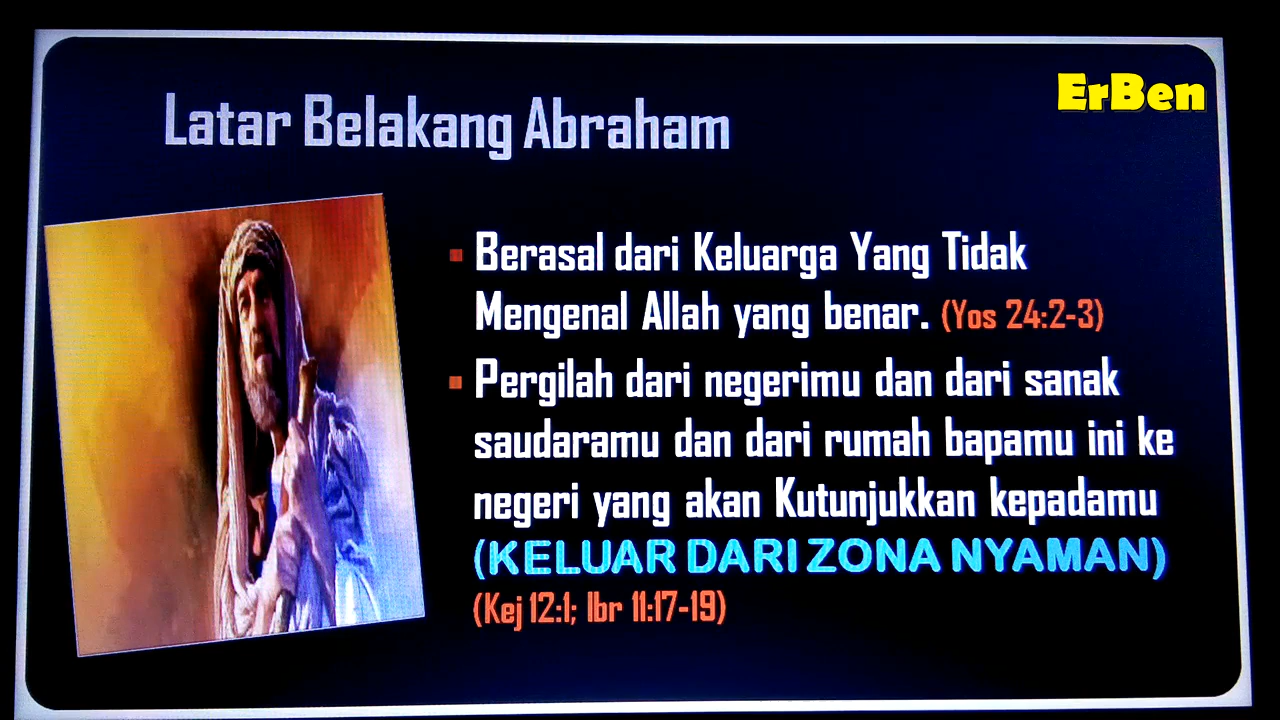 ErBen
Latar Belakang Abraham
Berasal dari Keluarga Yang Tidak
Mengenal Allah yang benar. (Yos 24:2-3)
Pergilah dari negerimu dan dari sanak
saudaramu dan dari rumah bapamu ini ke
negeri yang akan Kutunjukkan kepadamu
(KELUAR DARI ZONA NYAMAN)
(Kej 12:1; Ibr 11:17-19)